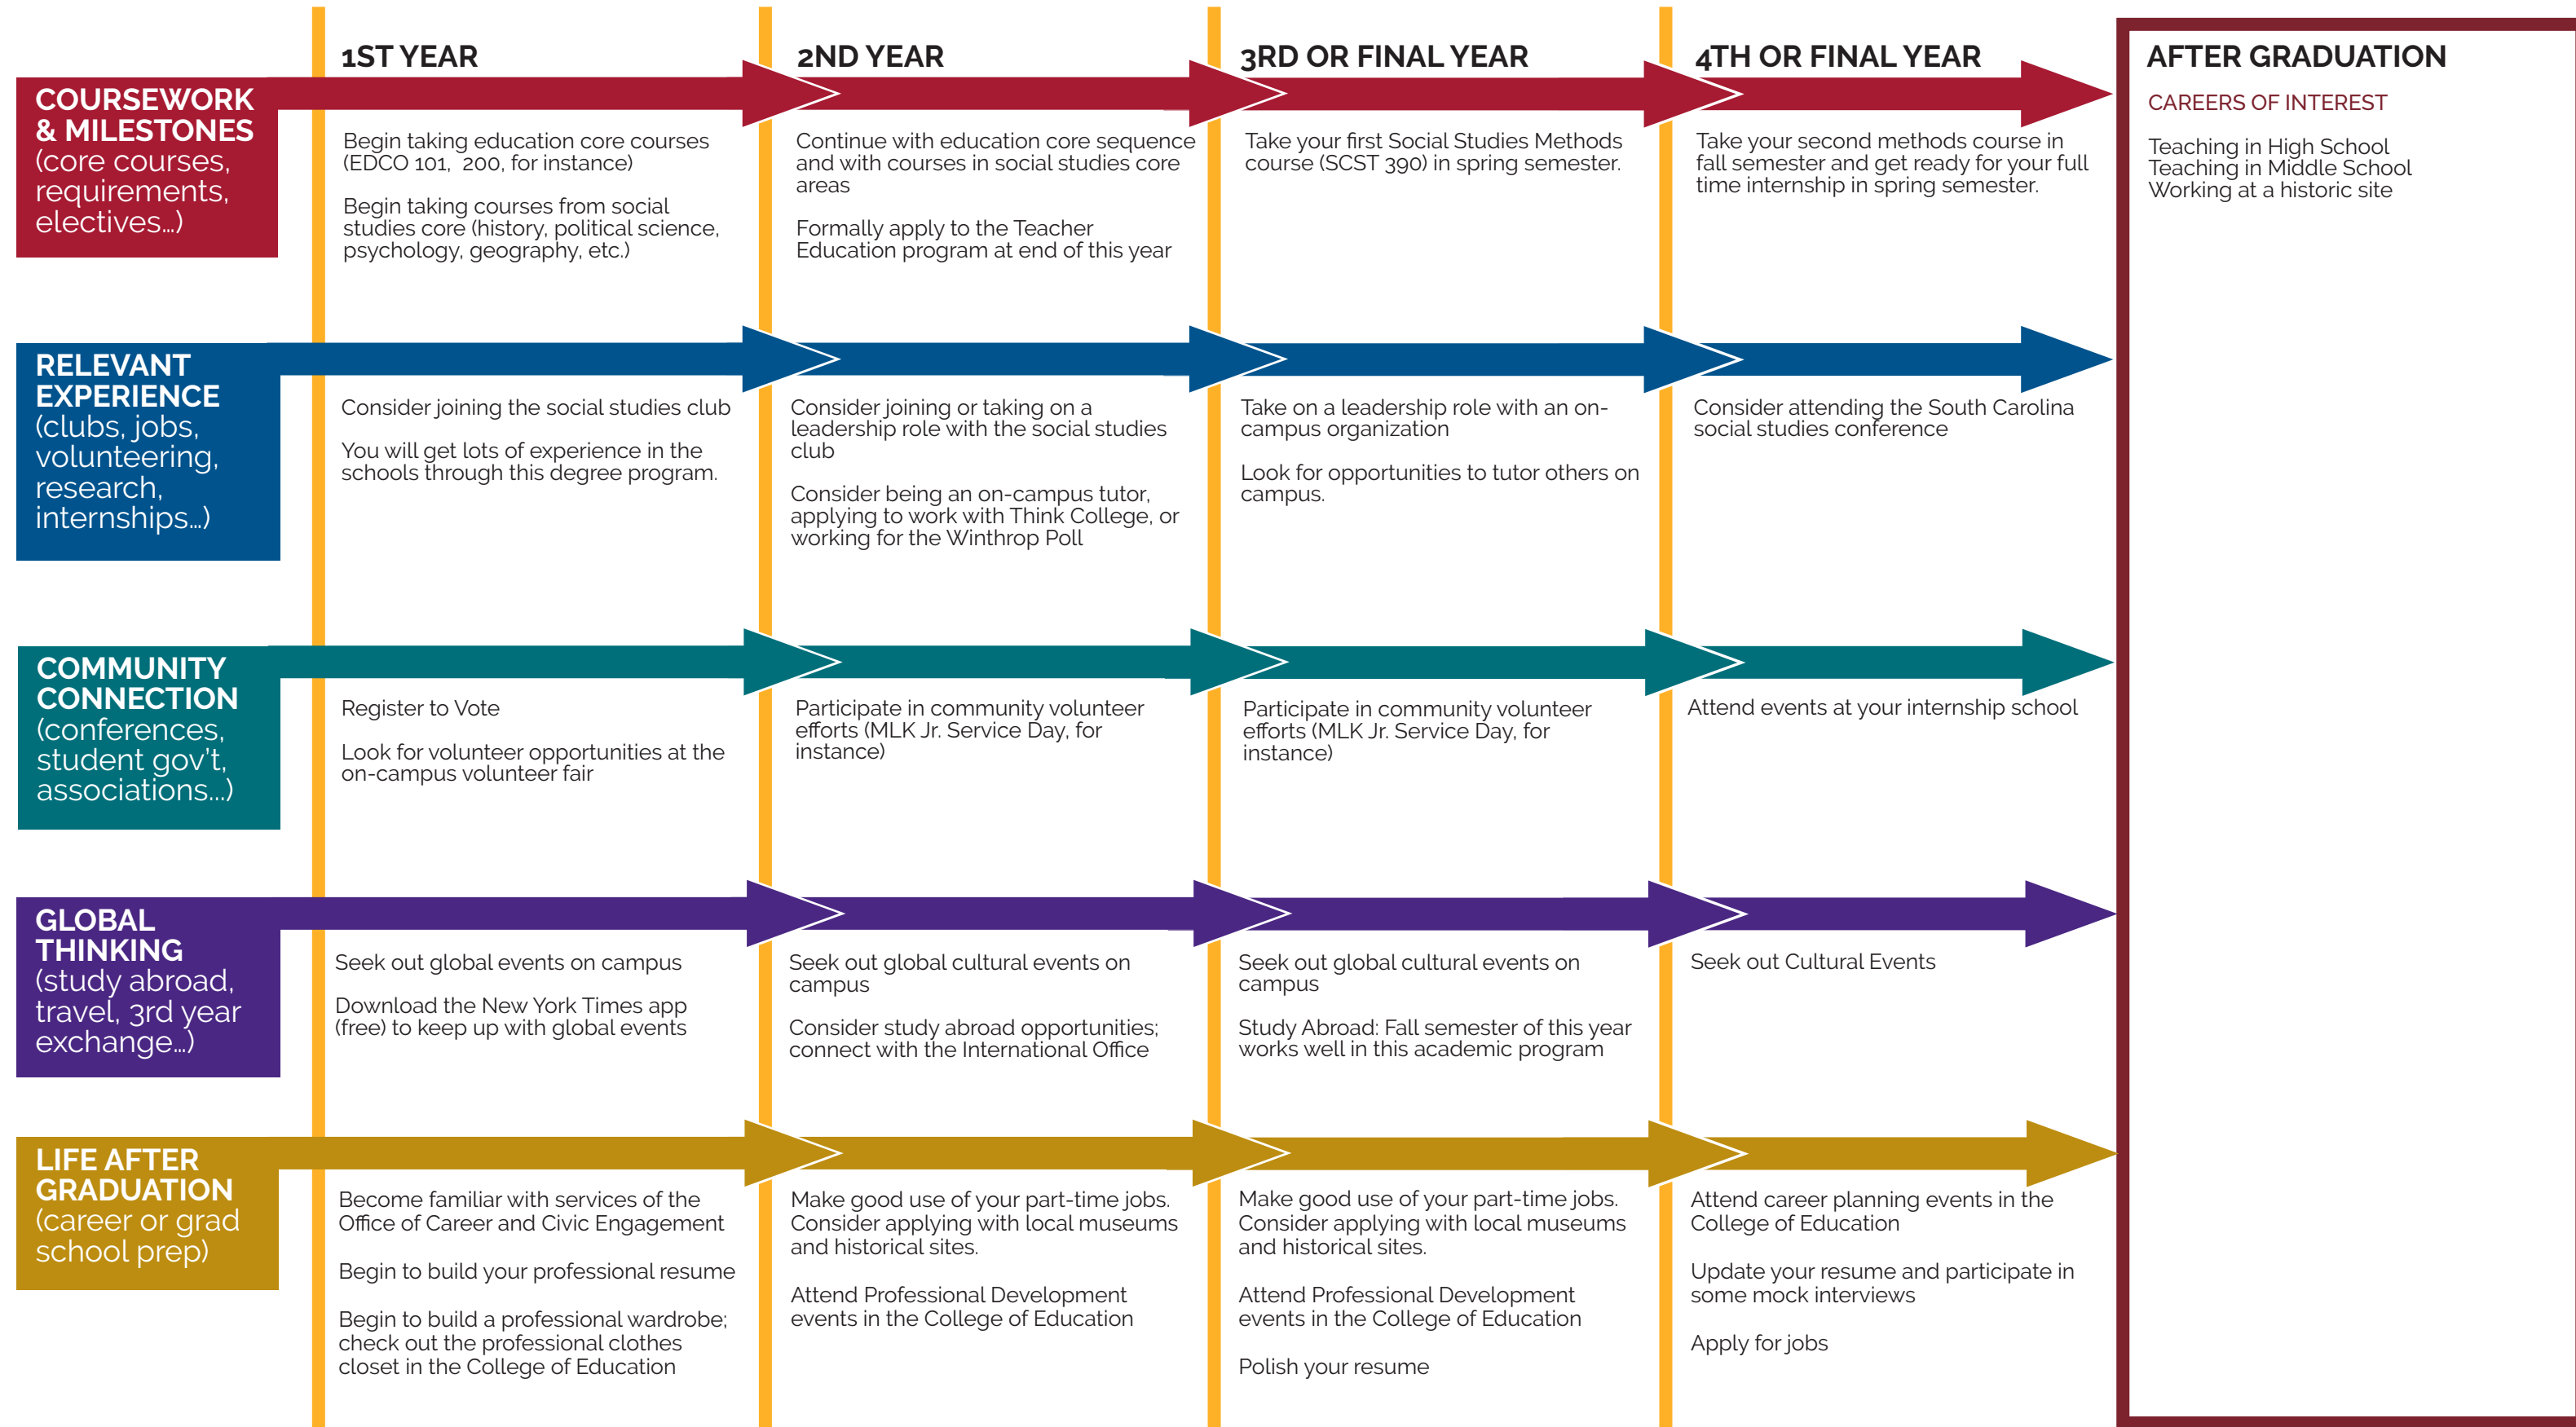 1ST YEAR
2ND YEAR
3RD OR FINAL YEAR
4TH OR FINAL YEAR
AFTER GRADUATION
COURSEWORK
& MILESTONES
(core courses,
requirements,
electives…)
Begin taking education core courses
(EDCO 101,  200, for instance)
Begin taking courses from social
studies core (history, political science,
psychology, geography, etc.)
Continue with education core sequence
and with courses in social studies core
areas
Formally apply to the Teacher
Education program at end of this year
Take your first Social Studies Methods
course (SCST 390) in spring semester.
Take your second methods course in
fall semester and get ready for your full
time internship in spring semester.
CAREERS OF INTEREST
Teaching in High School
Teaching in Middle School
Working at a historic site
RELEVANT
EXPERIENCE
(clubs, jobs,
volunteering,
research,
internships…)
Consider joining the social studies club
You will get lots of experience in the
schools through this degree program.
Consider joining or taking on a
leadership role with the social studies
club
Consider being an on-campus tutor,
applying to work with Think College, or
working for the Winthrop Poll
Take on a leadership role with an on-
campus organization
Look for opportunities to tutor others on
campus.
Consider attending the South Carolina
social studies conference
COMMUNITY
CONNECTION
(conferences,
student gov't,
associations...)
Register to Vote
Look for volunteer opportunities at the
on-campus volunteer fair
Participate in community volunteer
efforts (MLK Jr. Service Day, for
instance)
Participate in community volunteer
efforts (MLK Jr. Service Day, for
instance)
Attend events at your internship school
GLOBAL
THINKING
(study abroad,
travel, 3rd year
exchange…)
Seek out global events on campus
Download the New York Times app
(free) to keep up with global events
Seek out global cultural events on
campus
Consider study abroad opportunities;
connect with the International Office
Seek out global cultural events on
campus
Study Abroad: Fall semester of this year
works well in this academic program
Seek out Cultural Events
LIFE AFTER
GRADUATION
(career or grad
school prep)
Become familiar with services of the
Office of Career and Civic Engagement
Begin to build your professional resume
Begin to build a professional wardrobe;
check out the professional clothes
closet in the College of Education
Make good use of your part-time jobs.
Consider applying with local museums
and historical sites.
Attend Professional Development
events in the College of Education
Make good use of your part-time jobs.
Consider applying with local museums
and historical sites.
Attend Professional Development
events in the College of Education
Polish your resume
Attend career planning events in the
College of Education
Update your resume and participate in
some mock interviews
Apply for jobs